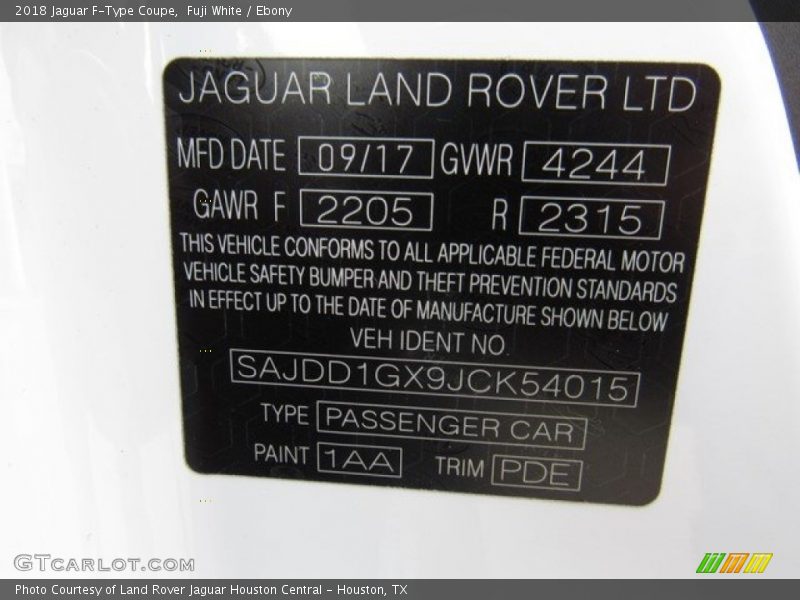 2018 Jaguar F-Type Coupe, Fuji White / Ebony
JAGUAR LAND ROVER LTD
MFD DATE 09/17 GVWR 4244
GAWR F 2205 R 2315
THIS VEHICLE CONFORMS TO ALL APPLICABLE FEDERAL MOTOR
VEHICLE SAFETY BUMPER AND THEFT PREVENTION STANDARDS
IN EFFECT UP TO THE DATE OF MANUFACTURE SHOWN BELOW
VEH IDENT NO
SAJDD1GX9JCK54015
TYPE PASSENGER CAR
PAINT 1AA TRIM PDE
GTCARLOT.COM
Photo Courtesy of Land Rover Jaguar Houston Central - Houston, TX